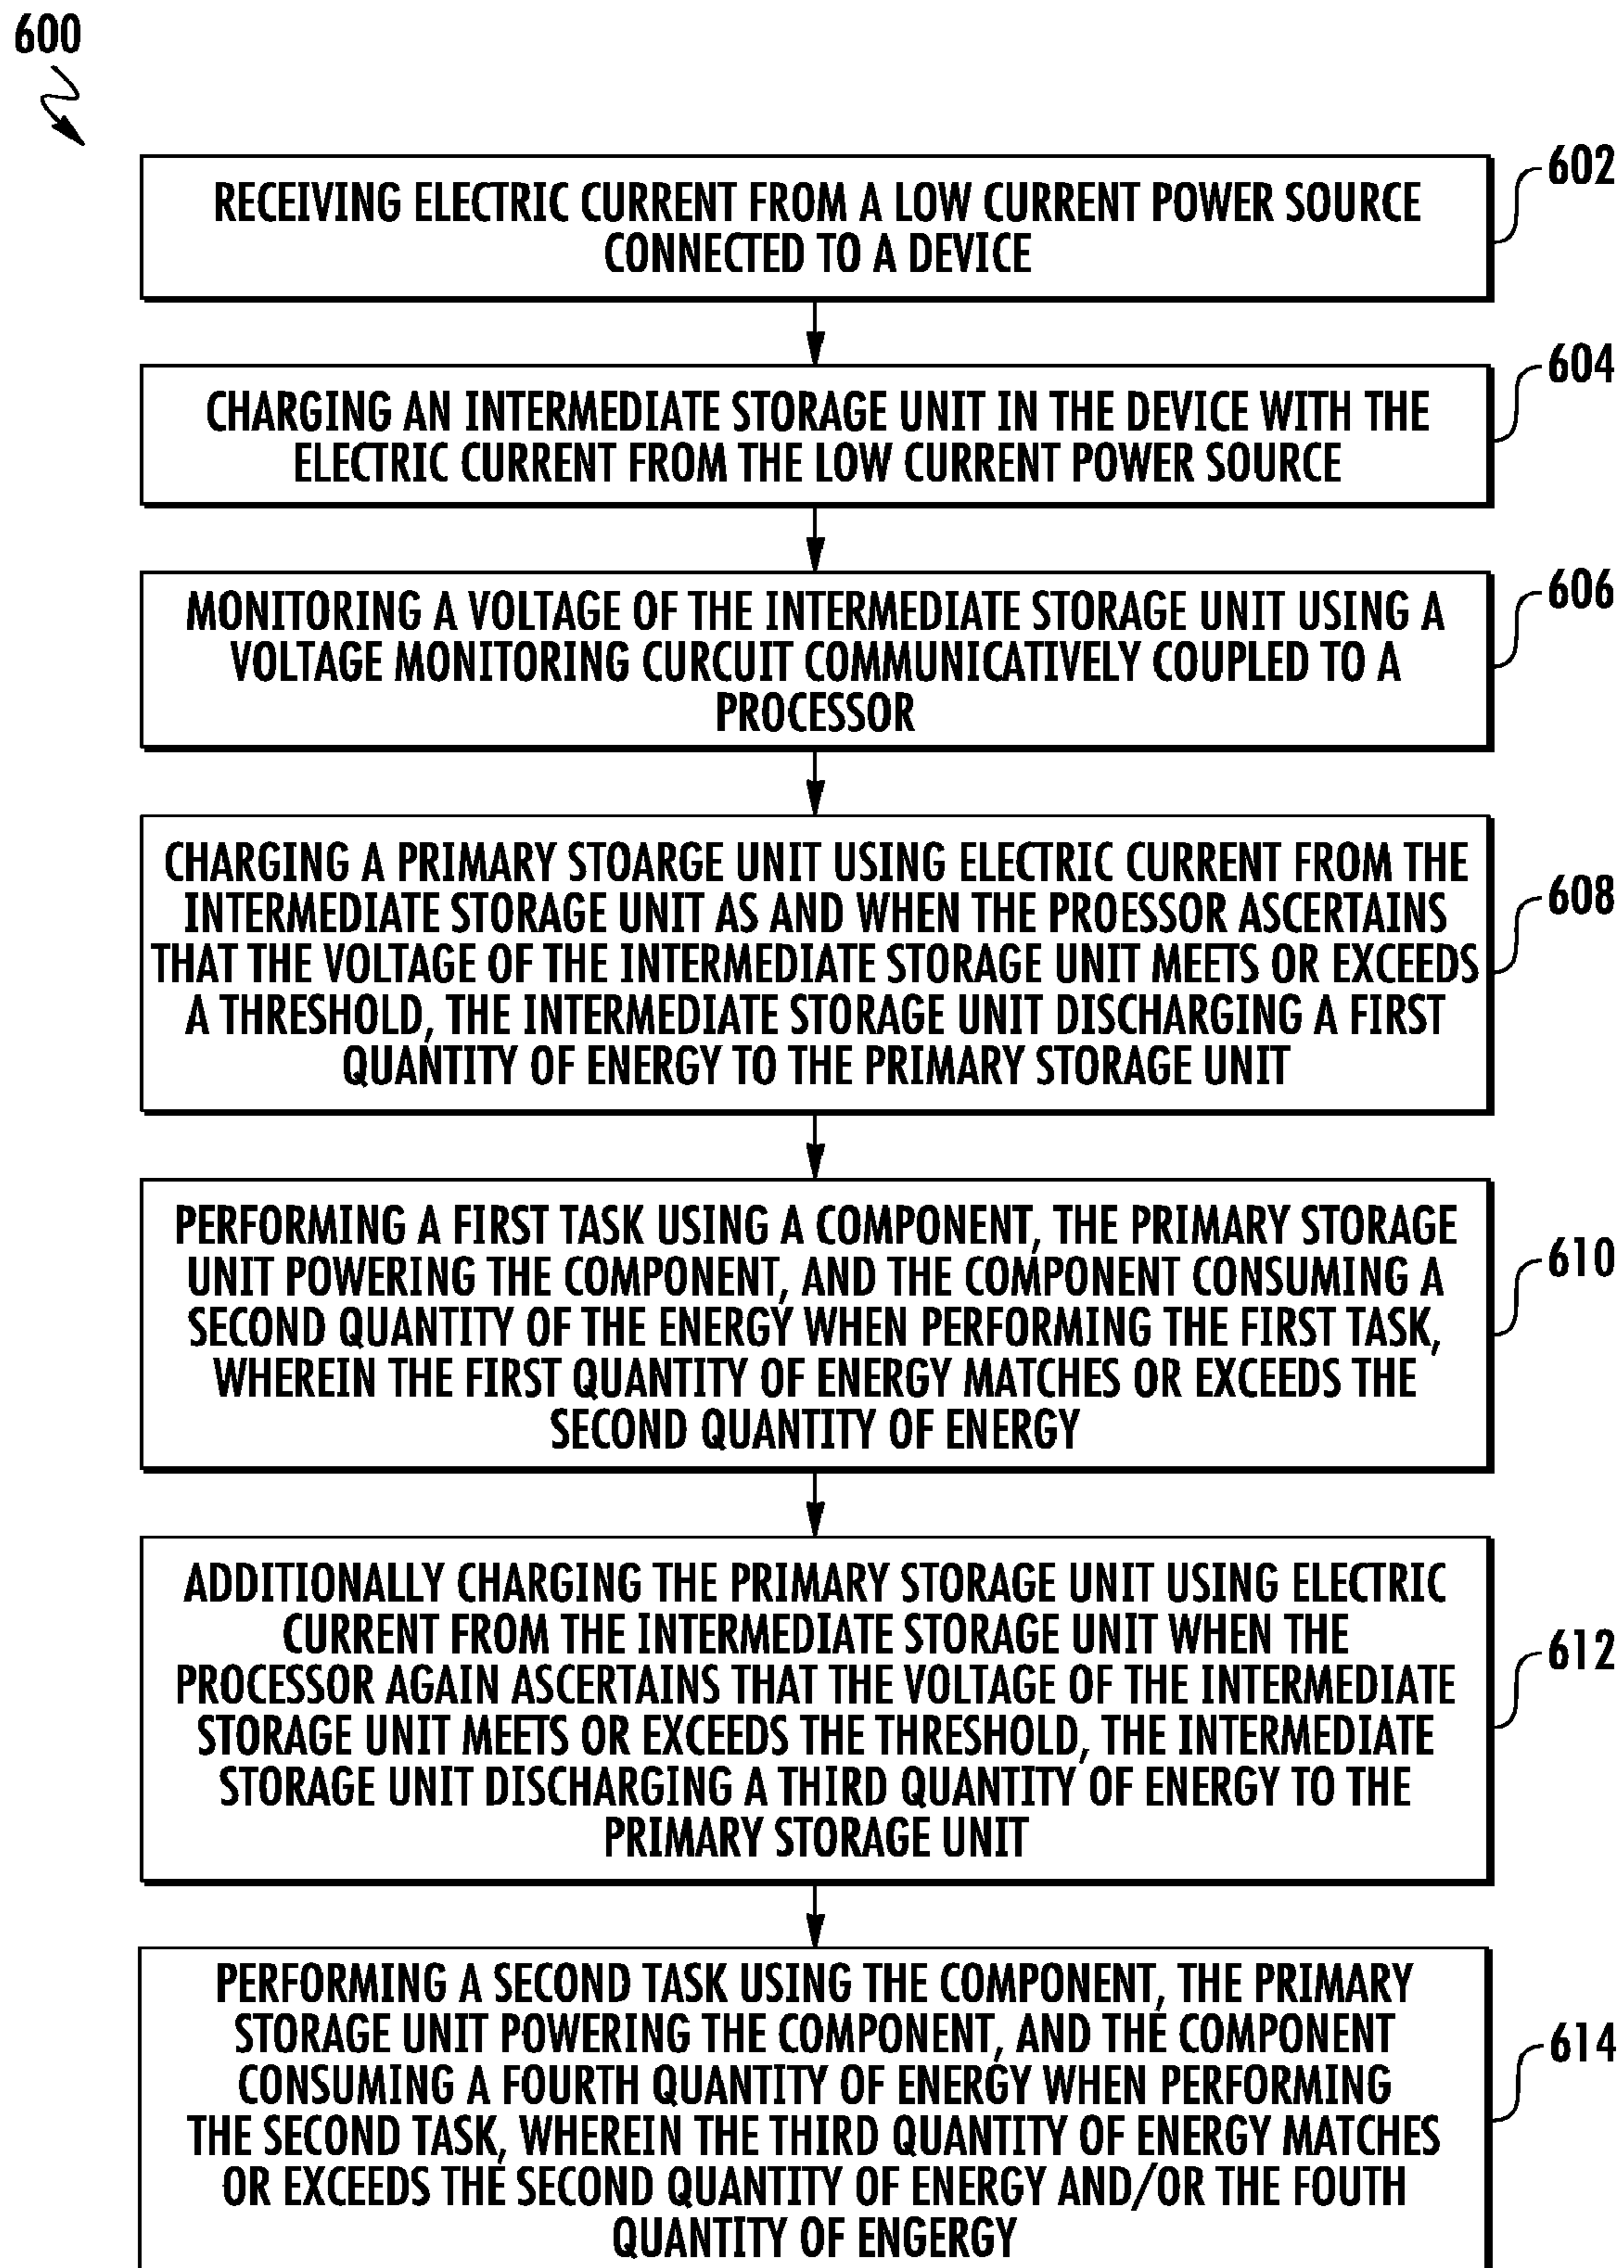 600
RECEIVING ELECTRIC CURRENT FROM A LOW CURRENT POWER SOURCE
CONNECTED TO A DEVICE
602
CHARGING AN INTERMEDIATE STORAGE UNIT IN THE DEVICE WITH THE
ELECTRIC CURRENT FROM THE LOW CURRENT POWER SOURCE
604
MONITORING A VOLTAGE OF THE INTERMEDIATE STORAGE UNIT USING A
VOLTAGE MONITORING CURCUIT COMMUNICATIVELY COUPLED TO A
PROCESSOR
606
CHARGING A PRIMARY STOARGE UNIT USING ELECTRIC CURRENT FROM THE
INTERMEDIATE STORAGE UNIT AS AND WHEN THE PROESSOR ASCERTAINS
THAT THE VOLTAGE OF THE INTERMEDIATE STORAGE UNIT MEETS OR EXCEEDS
A THRESHOLD, THE INTERMEDIATE STORAGE UNIT DISCHARGING A FIRST
QUANTITY OF ENERGY TO THE PRIMARY STORAGE UNIT
608
PERFORMING A FIRST TASK USING A COMPONENT, THE PRIMARY STORAGE
UNIT POWERING THE COMPONENT, AND THE COMPONENT CONSUMING A
SECOND QUANTITY OF THE ENERGY WHEN PERFORMING THE FIRST TASK,
WHEREIN THE FIRST QUANTITY OF ENERGY MATCHES OR EXCEEDS THE
SECOND QUANTITY OF ENERGY
610
ADDITIONALLY CHARGING THE PRIMARY STORAGE UNIT USING ELECTRIC
CURRENT FROM THE INTERMEDIATE STORAGE UNIT WHEN THE
PROCESSOR AGAIN ASCERTAINS THAT THE VOLTAGE OF THE INTERMEDIATE
STORAGE UNIT MEETS OR EXCEEDS THE THRESHOLD, THE INTERMEDIATE
STORAGE UNIT DISCHARGING A THIRD QUANTITY OF ENERGY TO THE
PRIMARY STORAGE UNIT
612
PERFORMING A SECOND TASK USING THE COMPONENT, THE PRIMARY
STORAGE UNIT POWERING THE COMPONENT, AND THE COMPONENT
CONSUMING A FOURTH QUANTITY OF ENERGY WHEN PERFORMING
THE SECOND TASK, WHEREIN THE THIRD QUANTITY OF ENERGY MATCHES
OR EXCEEDS THE SECOND QUANTITY OF ENERGY AND/OR THE FOUTH
QUANTITY OF ENGERGY
614